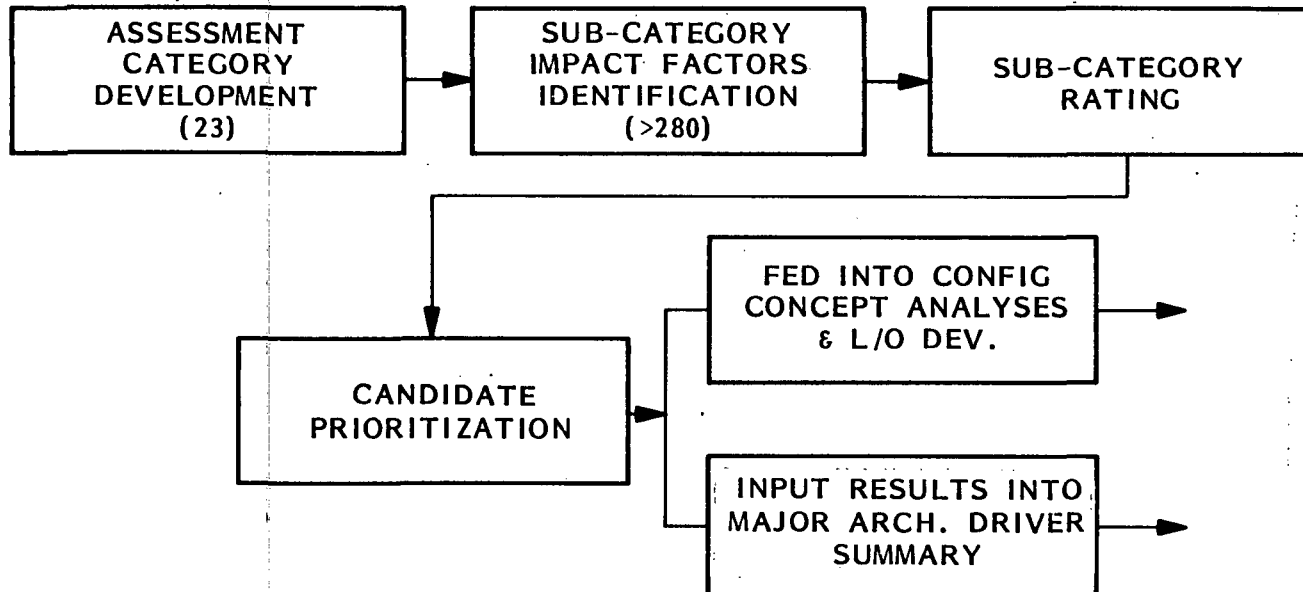 ASSESSMENT
CATEGORY
DEVELOPMENT
(23)
SUB-CATEGORY
IMPACT FACTORS
IDENTIFICATION
(>280)
SUB-CATEGORY
RATING
CANDIDATE
PRIORITIZATION
FED INTO CONFIG
CONCEPT ANALYSES
& L/O DEV.
INPUT RESULTS INTO
MAJOR ARCH. DRIVER
SUMMARY